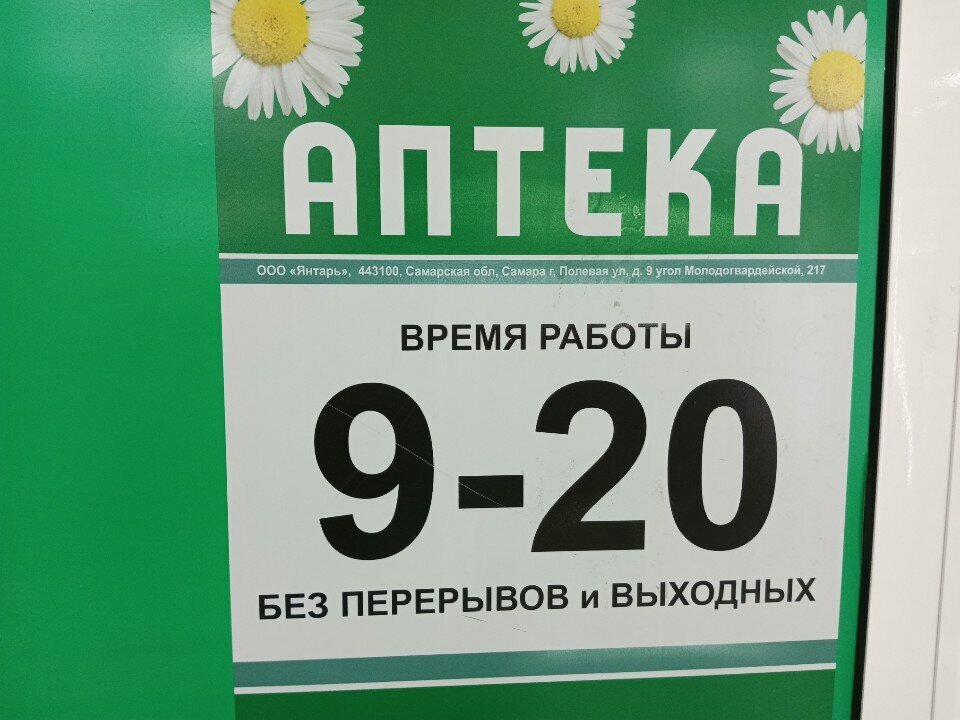 АПТЕКА
ООО «Янтарь», 443100, Самарская обл, Самара г, Полевая ул, д. 9 угол Молодогвардейской, 217
ВРЕМЯ РАБОТЫ
9-20
БЕЗ ПЕРЕРЫВОВ и ВЫХОДНЫХ